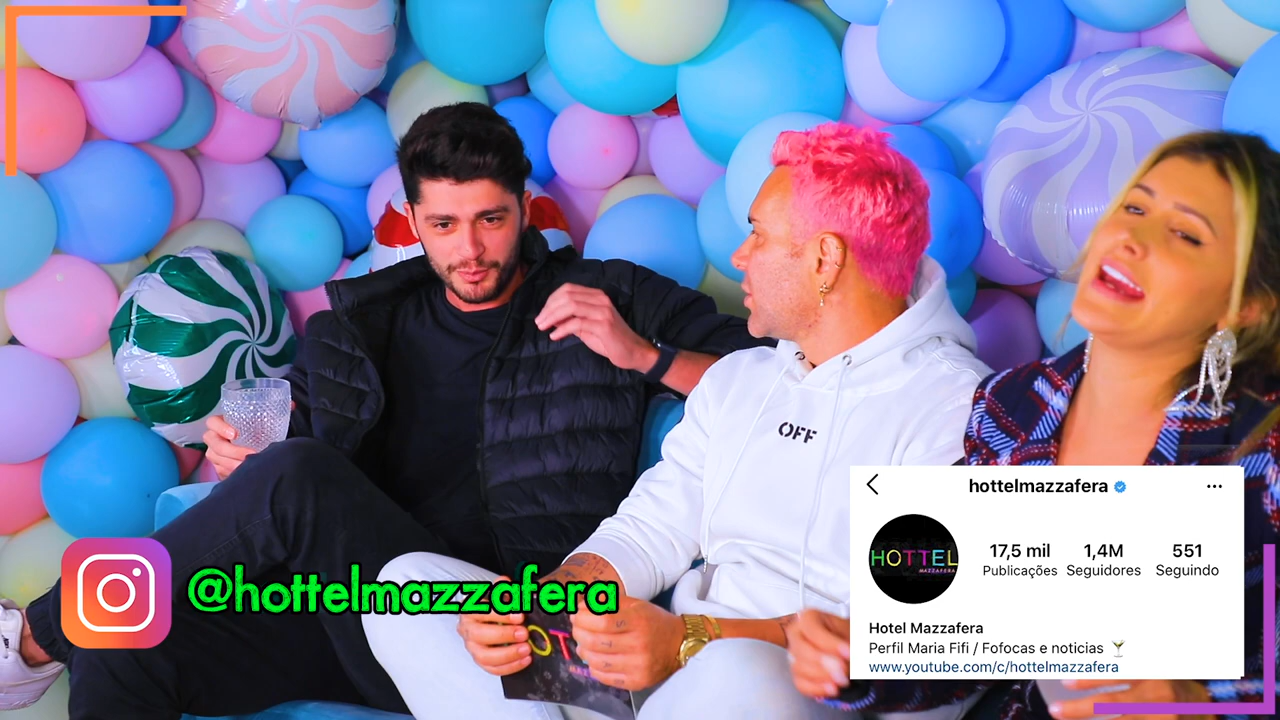 OFF
hottelmazzafera
17,5 mil 1,4M 551
Publicações Seguidores Seguindo
HOTTEL
MAZZAFERA
Hotel Mazzafera
Perfil Maria Fifi / Fofocas e noticias 🍸
www.youtube.com/c/hottelmazzafera
@hottelmazzafera